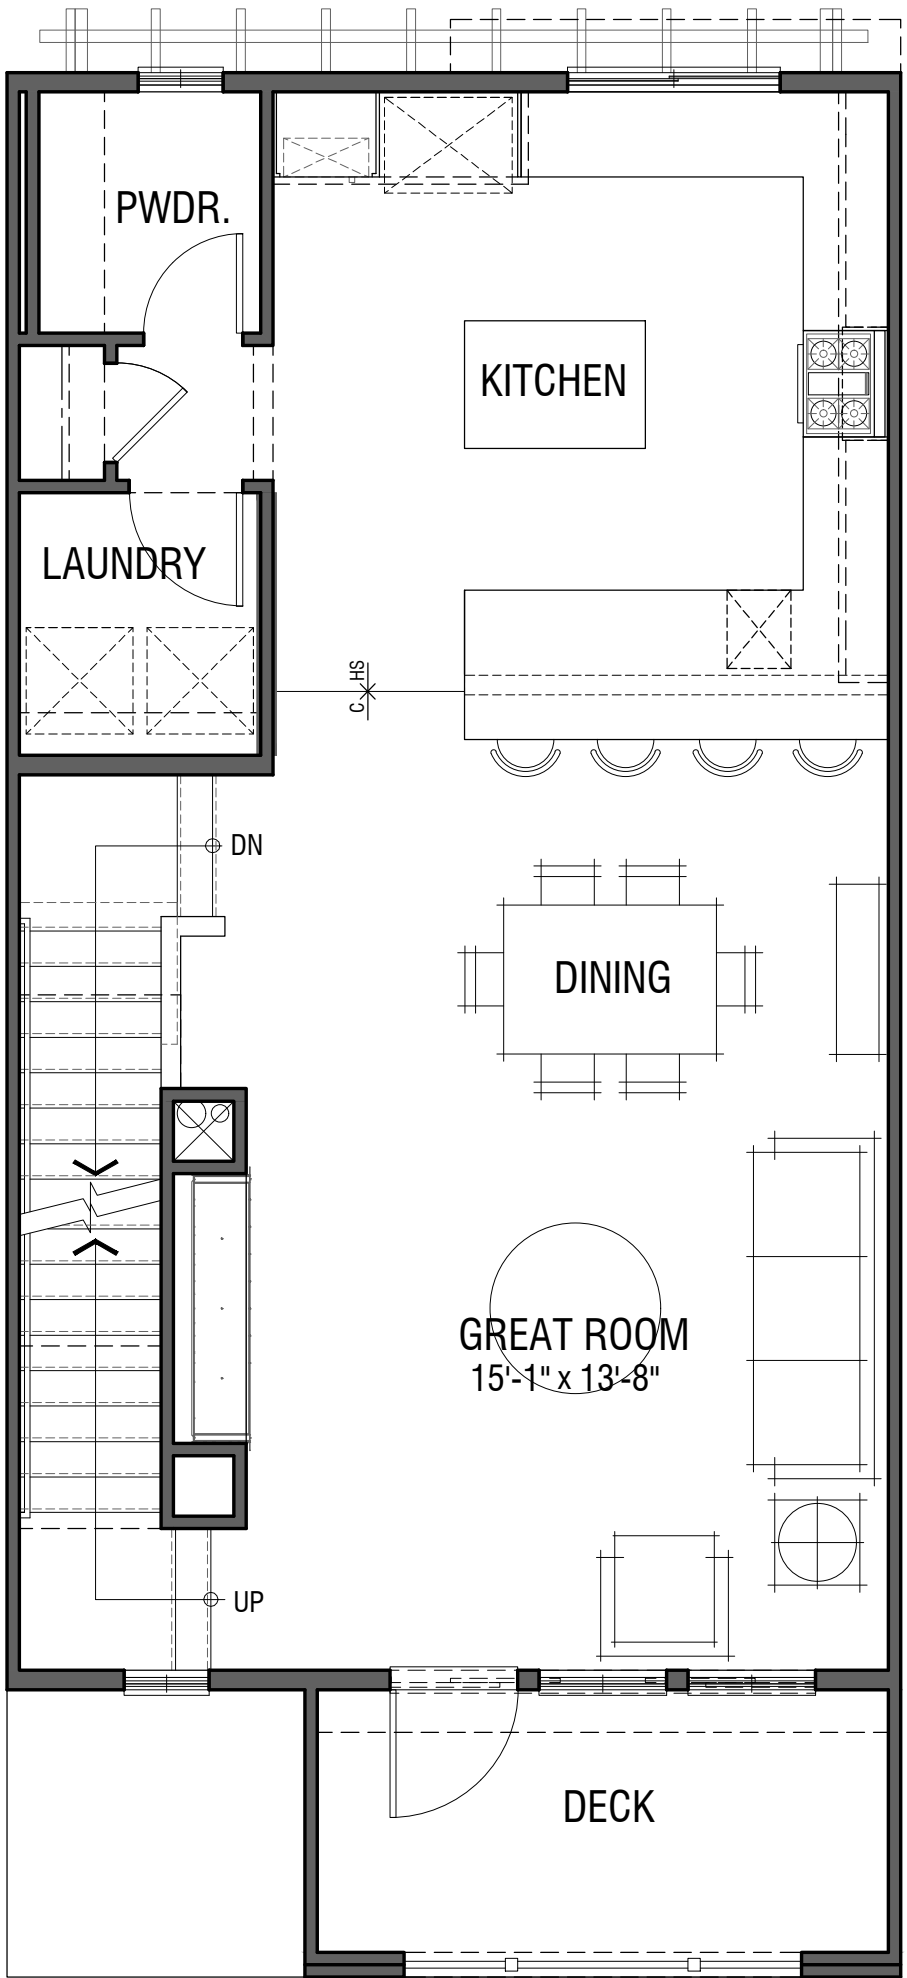 PWDR.
KITCHEN
LAUNDRY
C HS
DN
DINING
GREAT ROOM
15'-1" x 13'-8"
UP
DECK